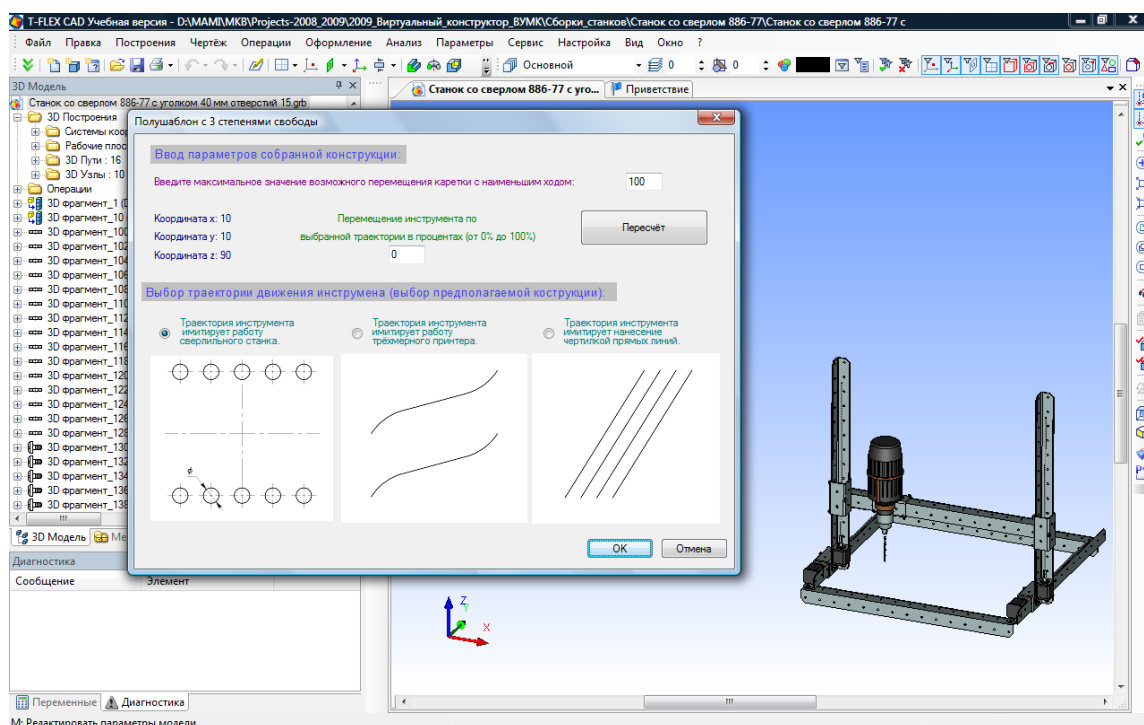 T-FLEX CAD Учебная версия - D:\MAMI\MKB\Projects-2008_2009\2009_Виртуальный_конструктор_ВУМК\Сборки_станков\Станок со сверлом 886-77\Станок со сверлом 886-77 с
Файл Правка Построения Чертёж Операции Оформление Анализ Параметры Сервис Настройка Вид Окно ?
Основной 0 0
3D Модель
Станок со сверлом 886-77 с уго... Приветствие
Станок со сверлом 886-77 с уголком 40 мм отверстий 15.grb
3D Построения
Системы коор
Рабочие плос
3D Пути : 16
3D Узлы : 10
Операции
3D фрагмент_1 (
3D фрагмент_10
3D фрагмент_100
3D фрагмент_102
3D фрагмент_104
3D фрагмент_106
3D фрагмент_108
3D фрагмент_110
3D фрагмент_112
3D фрагмент_114
3D фрагмент_116
3D фрагмент_118
3D фрагмент_120
3D фрагмент_122
3D фрагмент_124
3D фрагмент_126
3D фрагмент_128
3D фрагмент_130
3D фрагмент_132
3D фрагмент_134
3D фрагмент_136
3D фрагмент_138
3D Модель Ме
Полушаблон с 3 степенями свободы
Ввод параметров собранной конструкции:
Введите максимальное значение возможного перемещения каретки с наименьшим ходом: 100
Координата x: 10
Координата y: 10
Координата z: 90
Перемещение инструмента по
выбранной траектории в процентах (от 0% до 100%)
0
Пересчёт
Выбор траектории движения инструмена (выбор предполагаемой кострукции):
Траектория инструмента
имитирует работу
сверлильного станка.
Траектория инструмента
имитирует работу
трёхмерного принтера.
Траектория инструмента
имитирует нанесение
чертилкой прямых линий.
ø
OK Отмена
Диагностика
Сообщение Элемент
Z
Y
X
Переменные Диагностика
М: Редактировать параметры модели